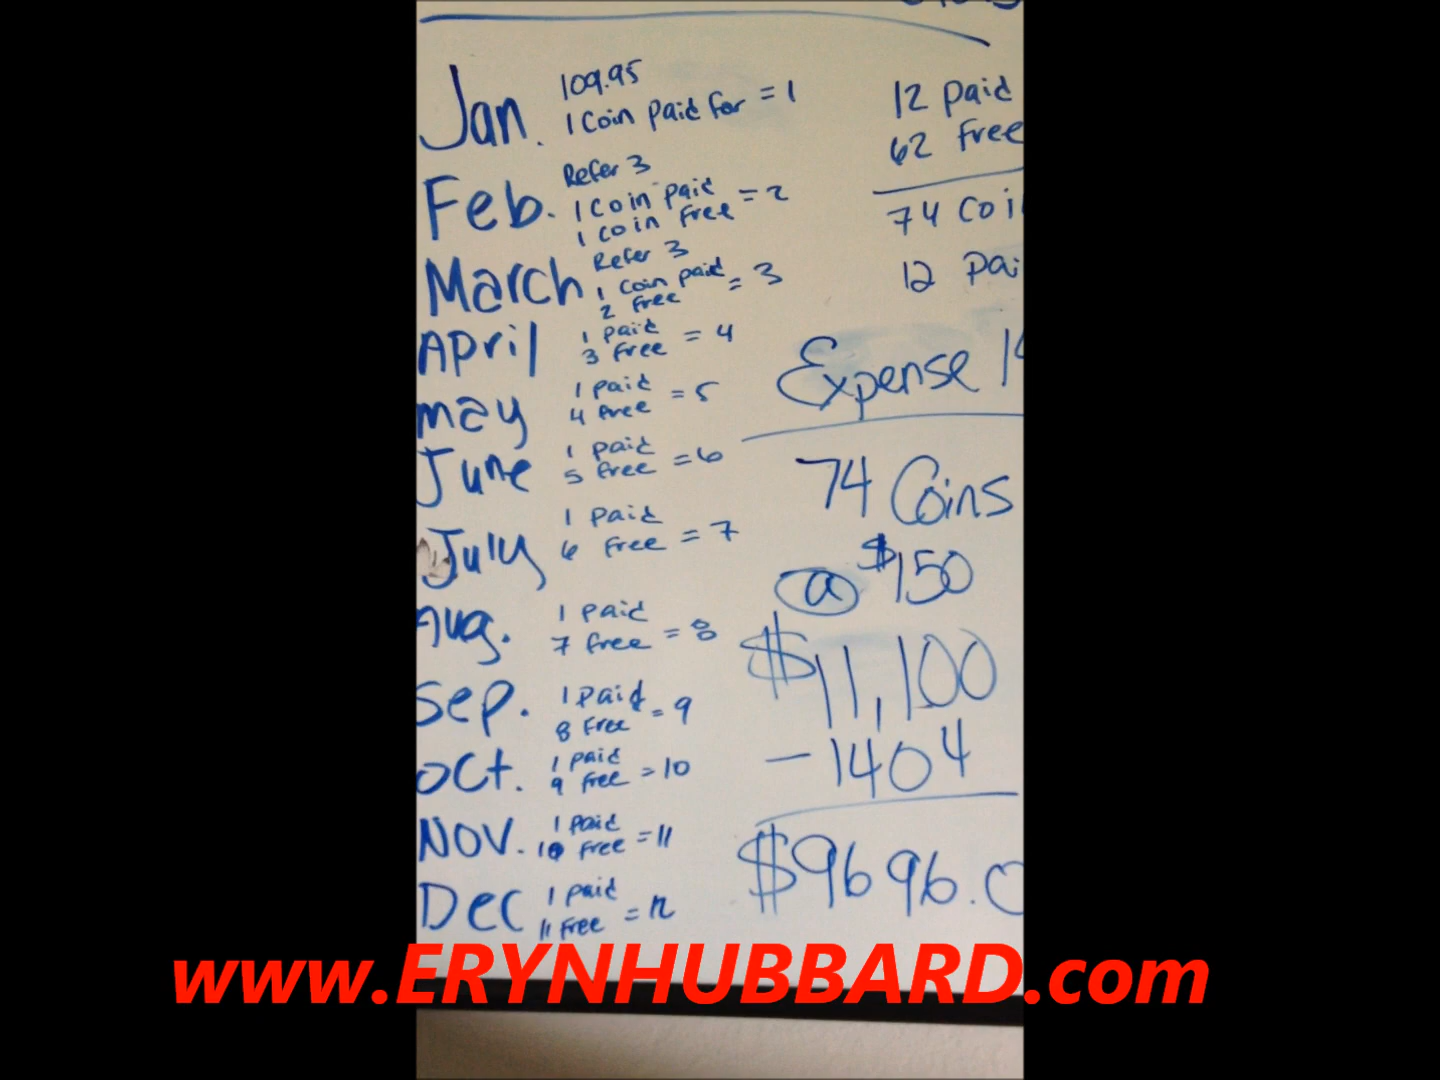 Jan. 109.95
1 Coin Paid For = 1
Feb. Refer 3
1 Coin Paid
1 Coin Free = 2
March Refer 3
1 Coin paid
2 Free = 3
April 1 Paid
3 Free = 4
may 1 paid
4 free = 5
June 1 paid
5 free = 6
July 1 Paid
6 free = 7
Aug. 1 Paid
7 free = 8
Sep. 1 Paid
8 Free = 9
Oct. 1 Paid
9 free = 10
Nov. 1 Paid
10 Free = 11
Dec 1 Paid
11 Free = 12
12 Paid
62 Free
74 Coi
12 Pai
Expense 14
74 Coins
@ $150
$11,100
- 1404
$9696.0
www.ERYNHUBBARD.com